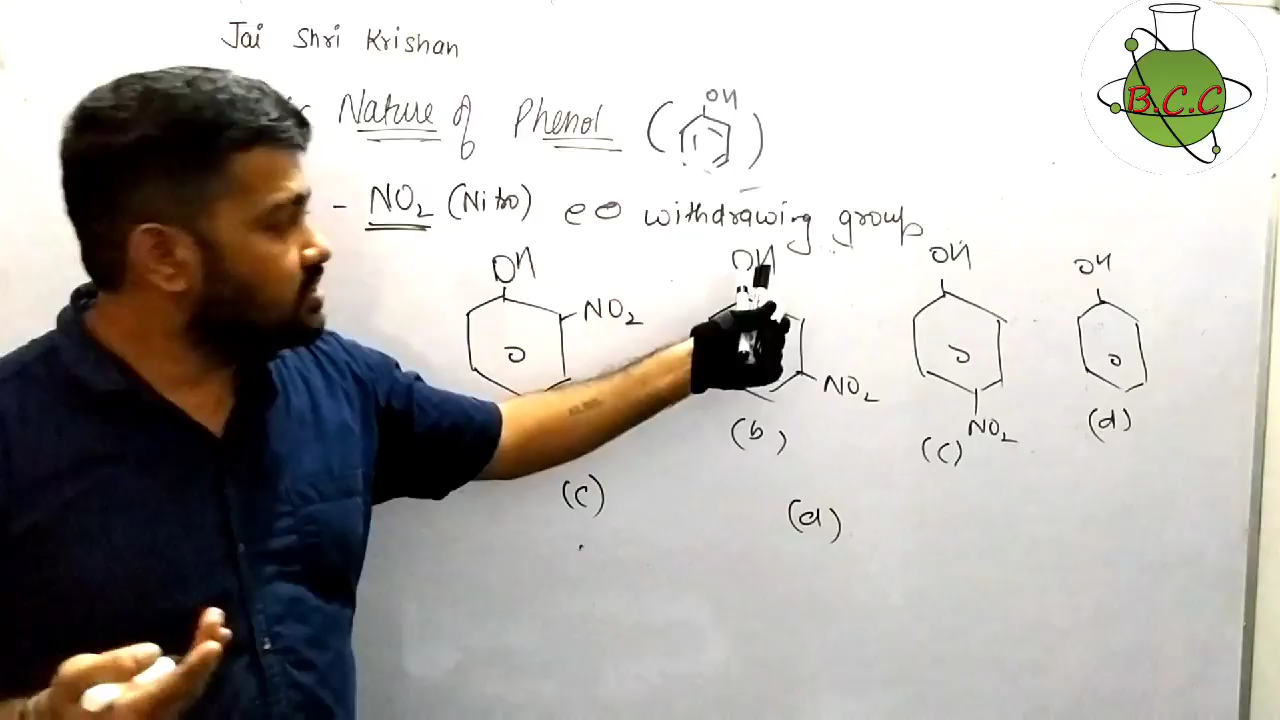 Jai Shri Krishan
B.C.C
Nature of Phenol ( OH )
- NO2 (Nitro) e⊖ withdrawing group
OH OH OH OH
NO2
NO2
NO2
(b) (c) (d)
(c) (a)